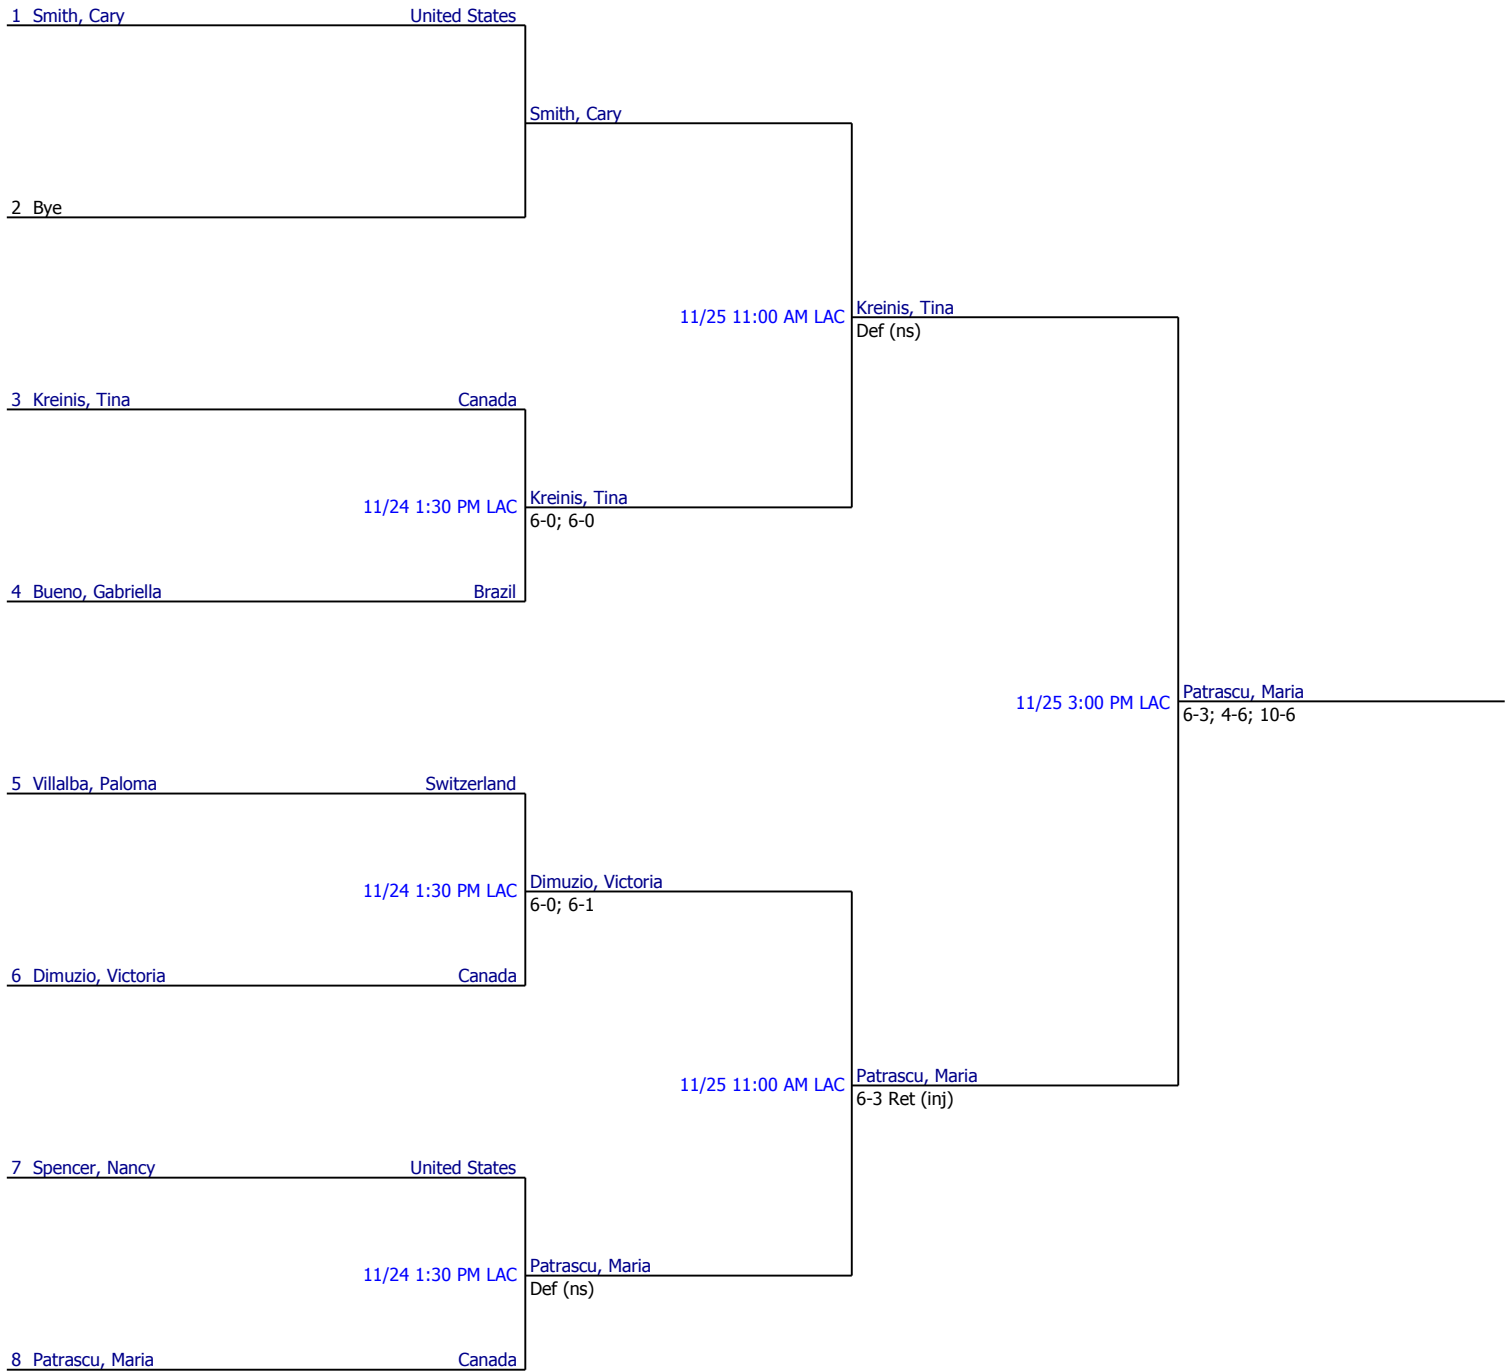 1 Smith, Cary United States
Smith, Cary
2 Bye
11/25 11:00 AM LAC Kreinis, Tina
Def (ns)
3 Kreinis, Tina Canada
11/24 1:30 PM LAC Kreinis, Tina
6-0; 6-0
4 Bueno, Gabriella Brazil
11/25 3:00 PM LAC Patrascu, Maria
6-3; 4-6; 10-6
5 Villalba, Paloma Switzerland
11/24 1:30 PM LAC Dimuzio, Victoria
6-0; 6-1
6 Dimuzio, Victoria Canada
11/25 11:00 AM LAC Patrascu, Maria
6-3 Ret (inj)
7 Spencer, Nancy United States
11/24 1:30 PM LAC Patrascu, Maria
Def (ns)
8 Patrascu, Maria Canada